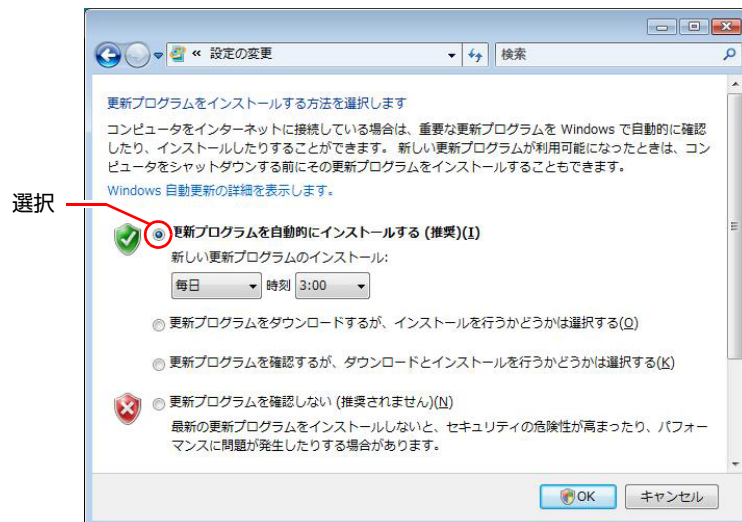 « 設定の変更
検索
更新プログラムをインストールする方法を選択します
コンピュータをインターネットに接続している場合は、重要な更新プログラムを Windows で自動的に確認
したり、インストールしたりすることができます。 新しい更新プログラムが利用可能になったときは、コン
ピュータをシャットダウンする前にその更新プログラムをインストールすることもできます。
Windows 自動更新の詳細を表示します。
選択
更新プログラムを自動的にインストールする (推奨)(I)
新しい更新プログラムのインストール:
毎日 時刻 3:00
更新プログラムをダウンロードするが、インストールを行うかどうかは選択する(O)
更新プログラムを確認するが、ダウンロードとインストールを行うかどうかは選択する(K)
更新プログラムを確認しない (推奨されません)(N)
最新の更新プログラムをインストールしないと、セキュリティの危険性が高まったり、パフォー
マンスに問題が発生したりする場合があります。
OK キャンセル